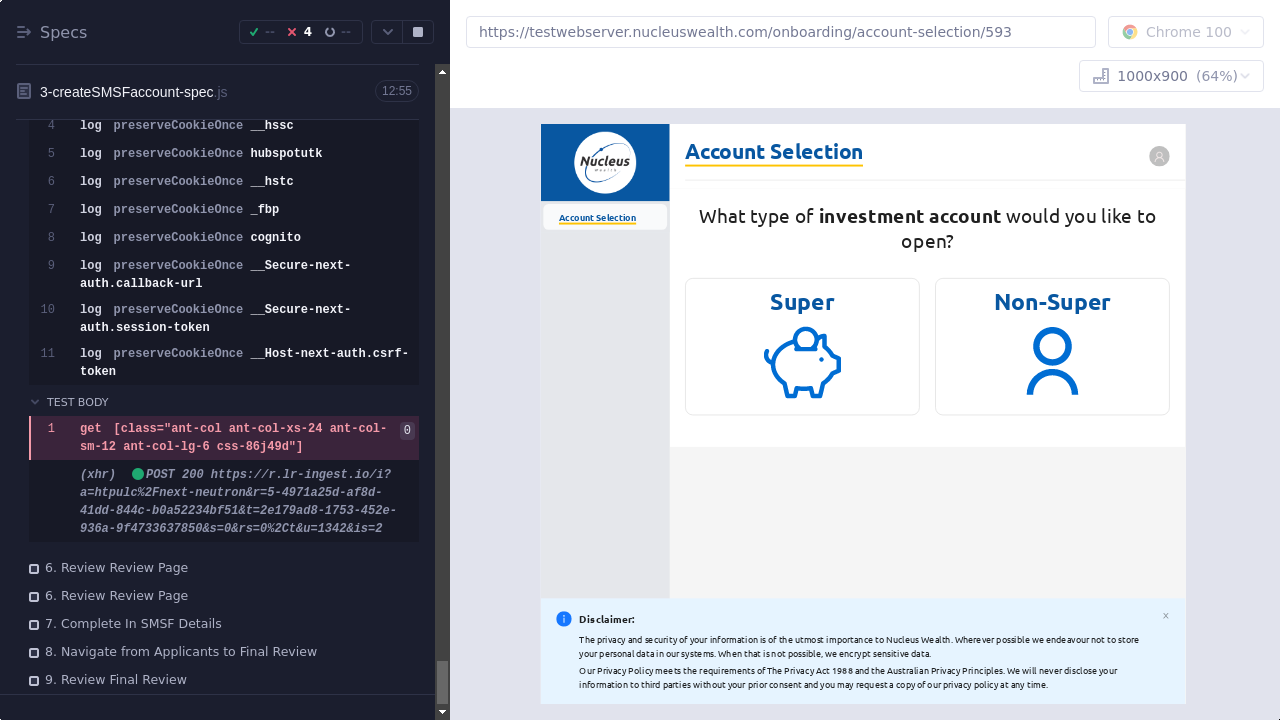 Specs
-- 4 --
3-createSMSFaccount-spec.js 12:55
4 log preserveCookieOnce __hssc
5 log preserveCookieOnce hubspotutk
6 log preserveCookieOnce __hstc
7 log preserveCookieOnce _fbp
8 log preserveCookieOnce cognito
9 log preserveCookieOnce __Secure-next-
auth.callback-url
10 log preserveCookieOnce __Secure-next-
auth.session-token
11 log preserveCookieOnce __Host-next-auth.csrf-
token
TEST BODY
1 get [class="ant-col ant-col-xs-24 ant-col-
sm-12 ant-col-lg-6 css-86j49d"] 0
(xhr) POST 200 https://r.lr-ingest.io/i?
a=htpulc%2Fnext-neutron&r=5-4971a25d-af8d-
41dd-844c-b0a52234bf51&t=2e179ad8-1753-452e-
936a-9f4733637850&s=0&rs=0%2Ct&u=1342&is=2
6. Review Review Page
6. Review Review Page
7. Complete In SMSF Details
8. Navigate from Applicants to Final Review
9. Review Final Review
https://testwebserver.nucleuswealth.com/onboarding/account-selection/593
Chrome 100
1000x900 (64%)
Nucleus
Wealth
Account Selection
Account Selection
What type of investment account would you like to
open?
Super
Non-Super
Disclaimer:
The privacy and security of your information is of the utmost importance to Nucleus Wealth. Wherever possible we endeavour not to store
your personal data in our systems. When that is not possible, we encrypt sensitive data.
Our Privacy Policy meets the requirements of The Privacy Act 1988 and the Australian Privacy Principles. We will never disclose your
information to third parties without your prior consent and you may request a copy of our privacy policy at any time.